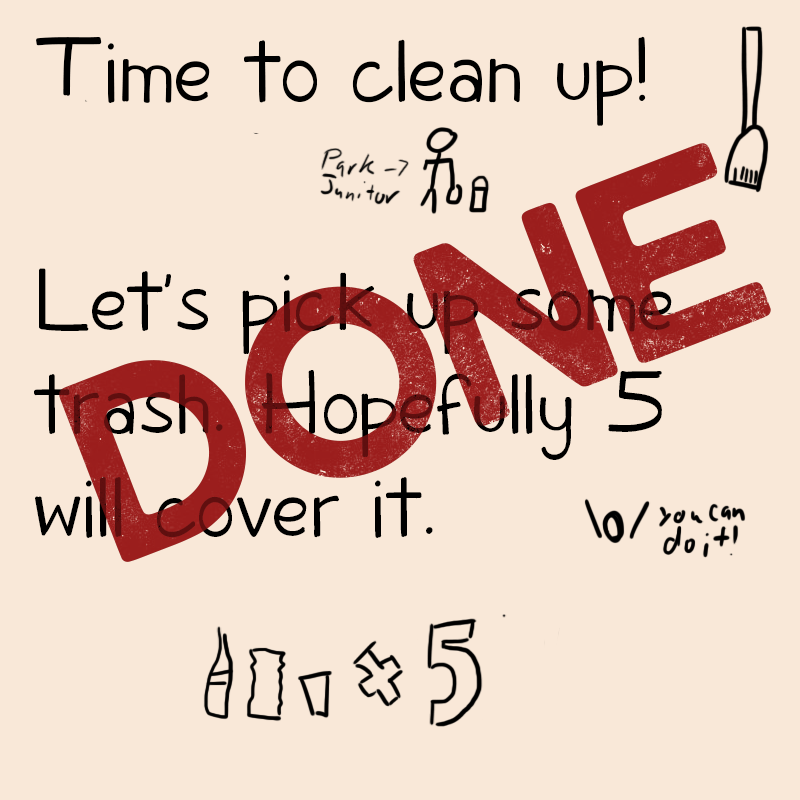 Time to clean up!
Park ->
Junitor
Let's pick up some
trash. Hopefully 5
will cover it.
DONE
\o/ you can
do it!
x 5